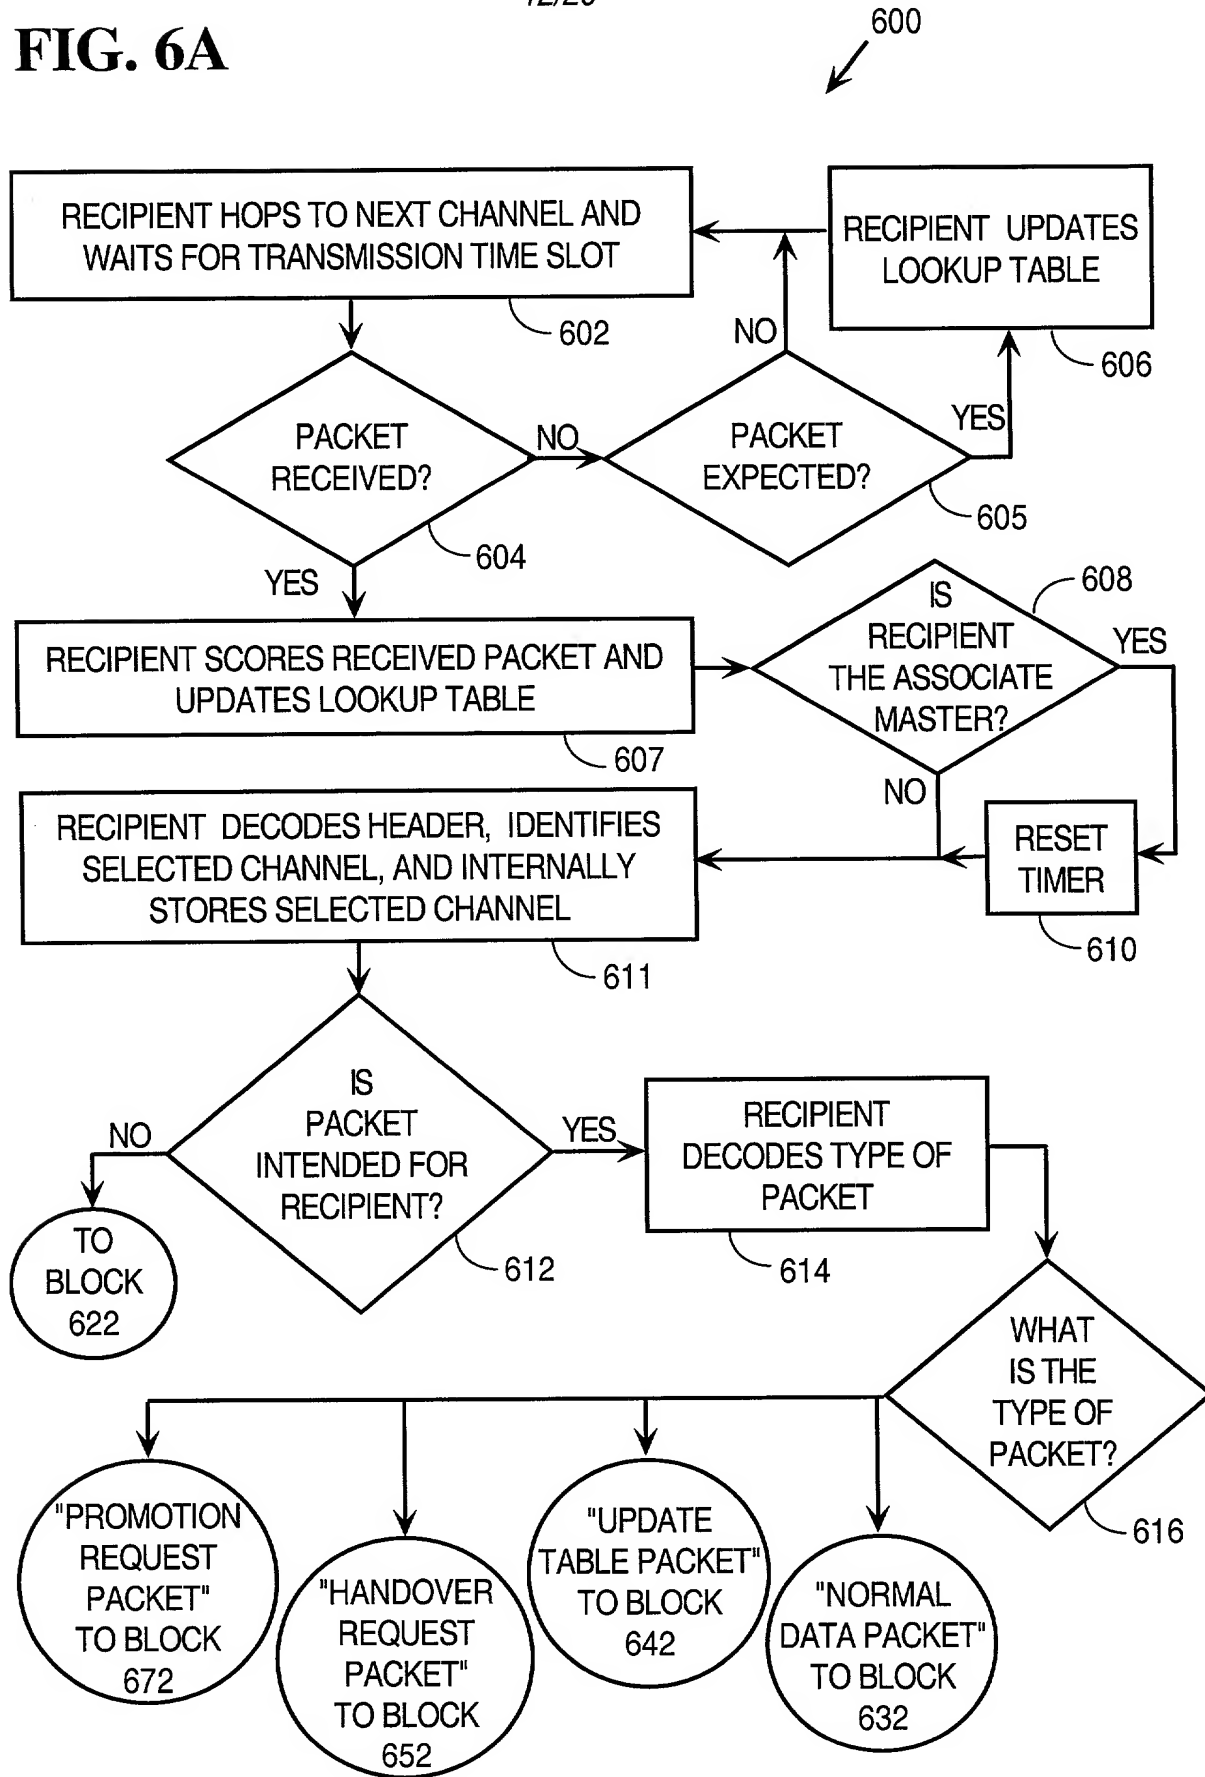 FIG. 6A
600
RECIPIENT HOPS TO NEXT CHANNEL AND
WAITS FOR TRANSMISSION TIME SLOT
602
RECIPIENT UPDATES
LOOKUP TABLE
606
NO
YES
PACKET
RECEIVED?
604
NO
PACKET
EXPECTED?
605
YES
RECIPIENT SCORES RECEIVED PACKET AND
UPDATES LOOKUP TABLE
607
IS
RECIPIENT
THE ASSOCIATE
MASTER?
608
YES
NO
RESET
TIMER
610
RECIPIENT DECODES HEADER, IDENTIFIES
SELECTED CHANNEL, AND INTERNALLY
STORES SELECTED CHANNEL
611
IS
PACKET
INTENDED FOR
RECIPIENT?
612
NO
TO
BLOCK
622
YES
RECIPIENT
DECODES TYPE OF
PACKET
614
WHAT
IS THE
TYPE OF
PACKET?
616
"PROMOTION
REQUEST
PACKET"
TO BLOCK
672
"HANDOVER
REQUEST
PACKET"
TO BLOCK
652
"UPDATE
TABLE PACKET"
TO BLOCK
642
"NORMAL
DATA PACKET"
TO BLOCK
632